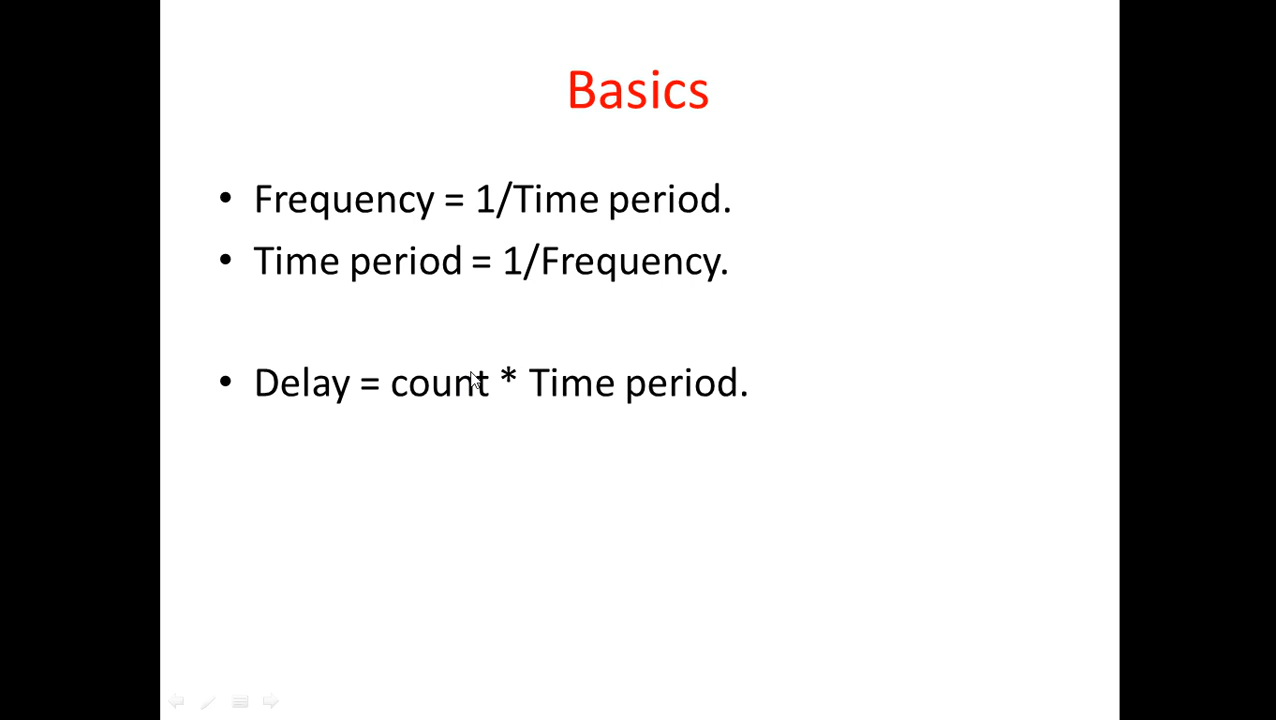 Basics
• Frequency = 1/Time period.
• Time period = 1/Frequency.
• Delay = count * Time period.